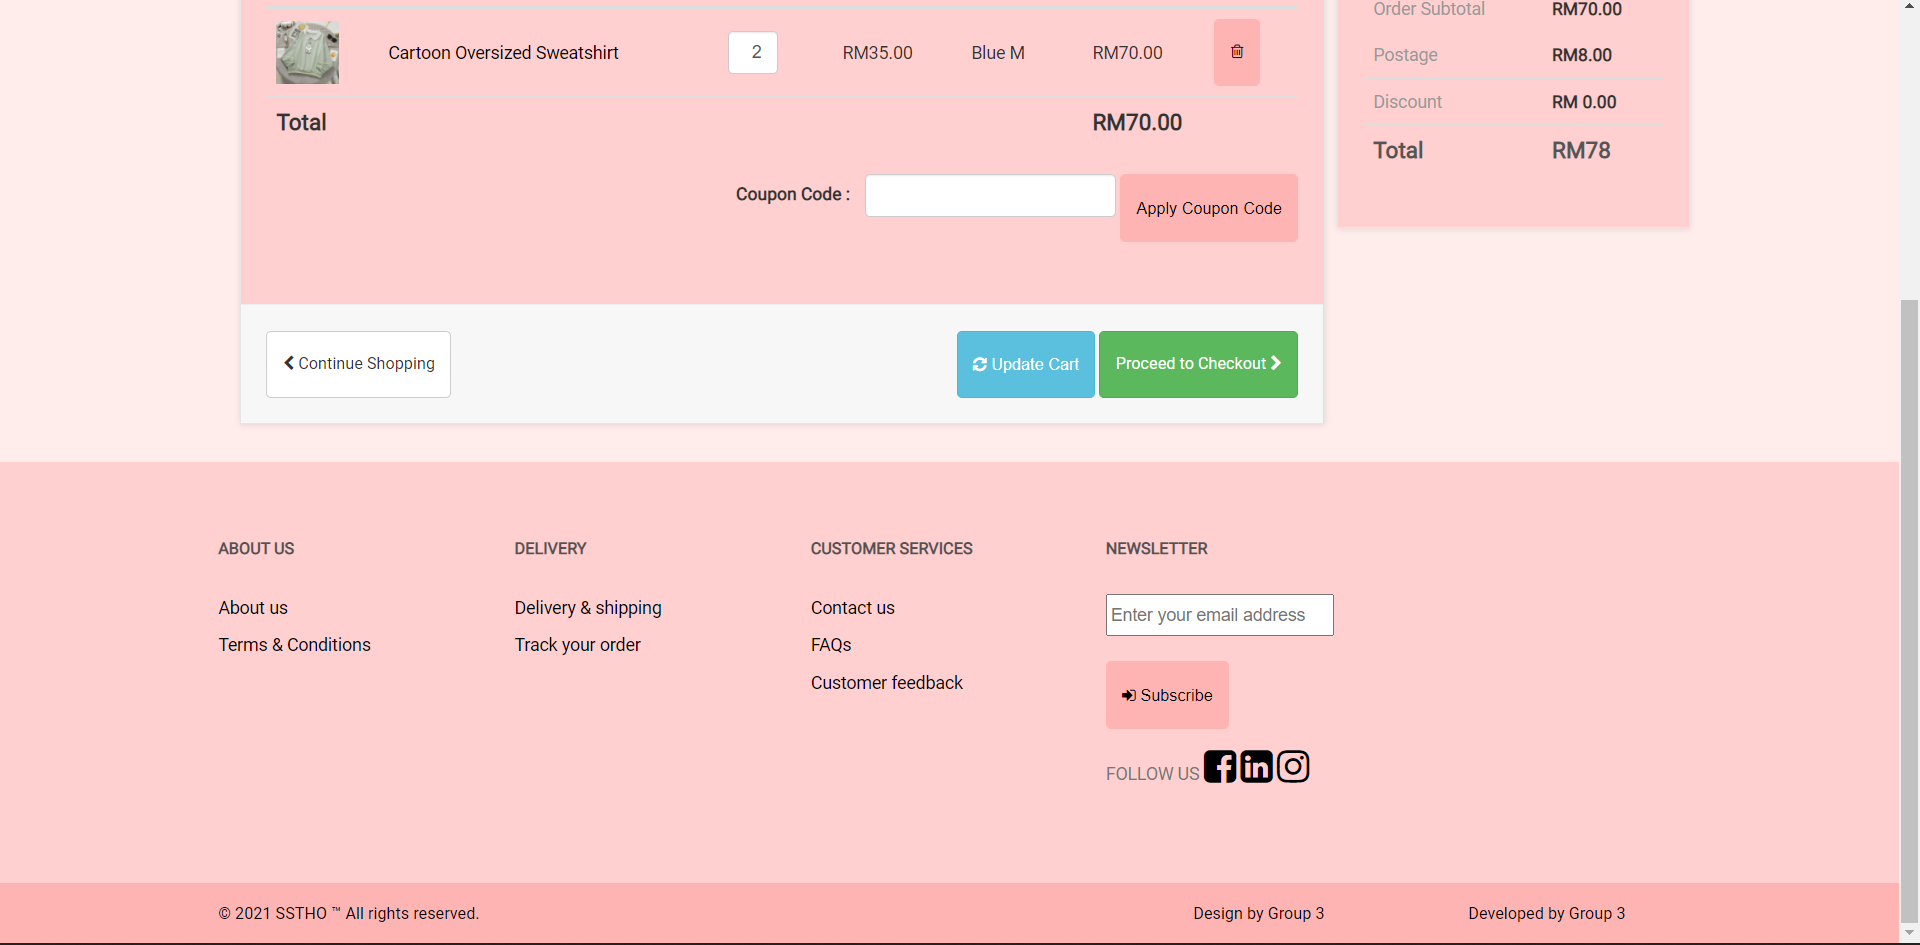 Order Subtotal RM70.00
Cartoon Oversized Sweatshirt 2 RM35.00 Blue M RM70.00
Postage RM8.00
Discount RM 0.00
Total RM70.00
Total RM78
Coupon Code :
Apply Coupon Code
Continue Shopping
Update Cart
Proceed to Checkout
ABOUT US
About us
Terms & Conditions
DELIVERY
Delivery & shipping
Track your order
CUSTOMER SERVICES
Contact us
FAQs
Customer feedback
NEWSLETTER
Enter your email address
Subscribe
FOLLOW US
© 2021 SSTHO ™ All rights reserved.
Design by Group 3
Developed by Group 3